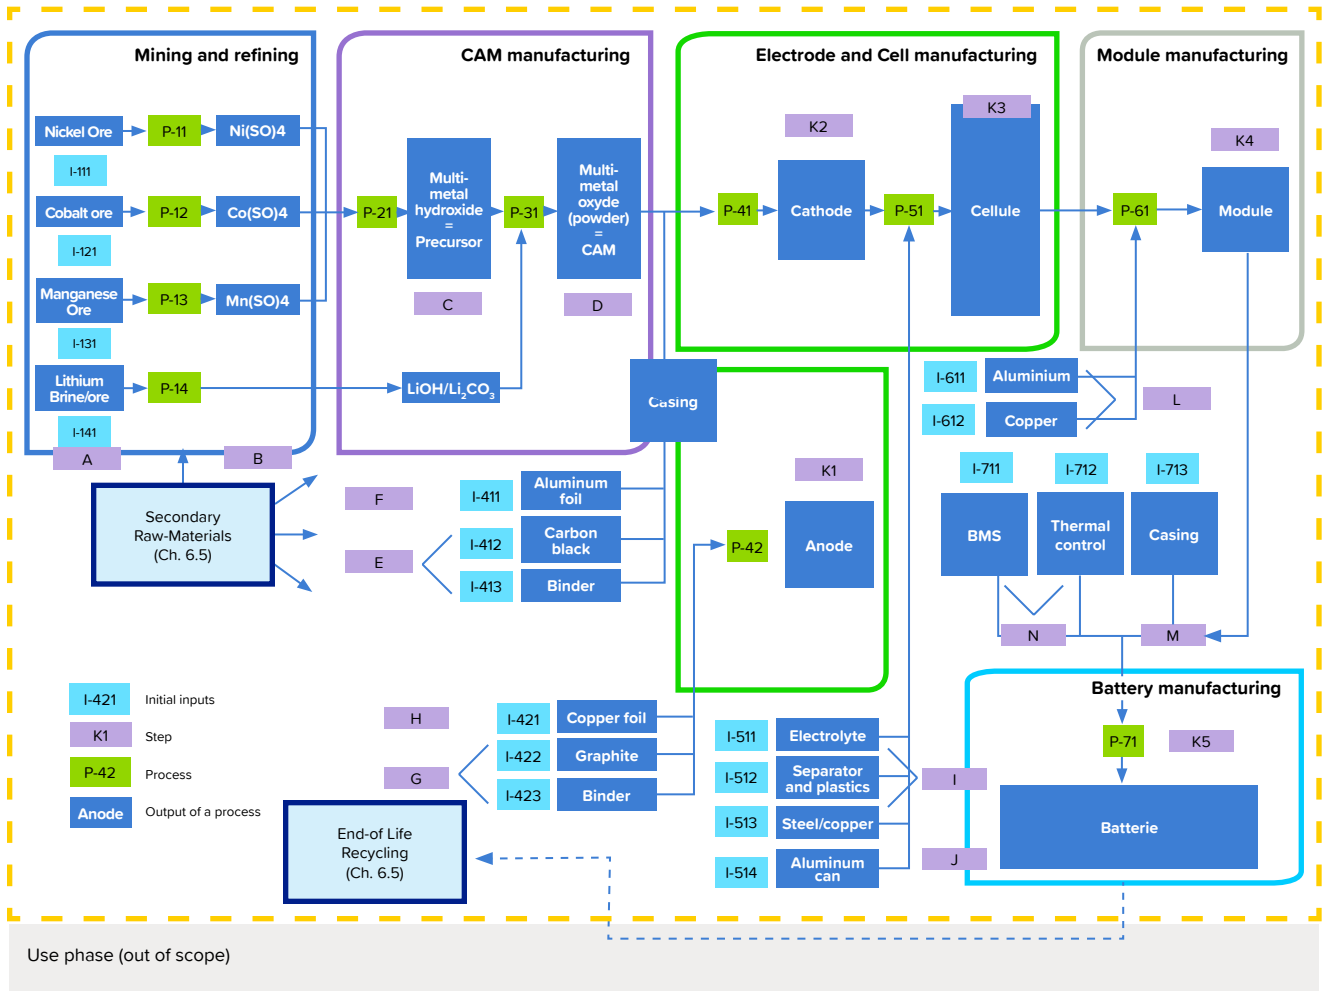 Mining and refining
Nickel Ore
P-11
Ni(SO)4
I-111
Cobalt ore
P-12
Co(SO)4
I-121
Manganese
Ore
P-13
Mn(SO)4
I-131
Lithium
Brine/ore
P-14
I-141
A
B
CAM manufacturing
P-21
Multi-
metal
hydroxide
=
Precursor
P-31
Multi-
metal
oxyde
(powder)
=
CAM
C
D
LiOH/Li₂CO₃
Electrode and Cell manufacturing
K2
K3
P-41
Cathode
P-51
Cellule
Module manufacturing
K4
P-61
Module
Casing
K1
P-42
Anode
I-611
Aluminium
I-612
Copper
L
I-711
I-712
I-713
BMS
Thermal
control
Casing
N
M
Secondary
Raw-Materials
(Ch. 6.5)
F
E
I-411
Aluminum
foil
I-412
Carbon
black
I-413
Binder
H
G
I-421
Copper foil
I-422
Graphite
I-423
Binder
I-511
Electrolyte
I-512
Separator
and plastics
I-513
Steel/copper
I-514
Aluminum
can
I
J
Battery manufacturing
P-71
K5
Batterie
I-421
Initial inputs
K1
Step
P-42
Process
Anode
Output of a process
End-of Life
Recycling
(Ch. 6.5)
Use phase (out of scope)